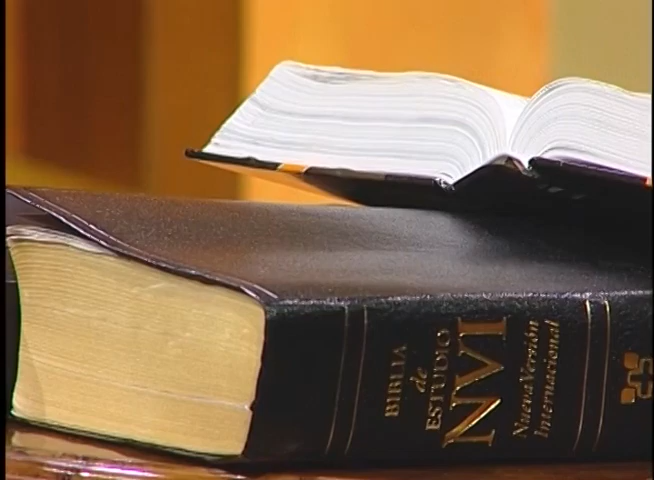 BIBLIA
de
ESTUDIO
NVI
Nueva Versión
Internacional